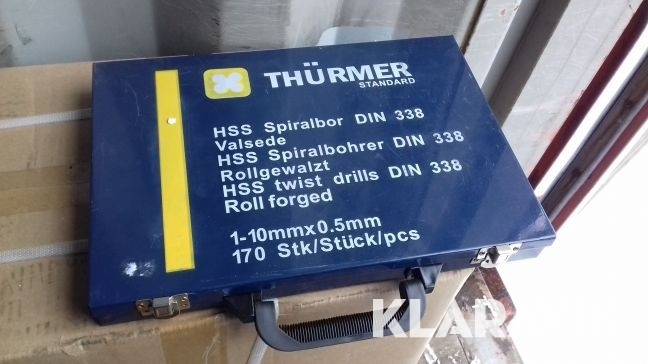 THÜRMER
STANDARD
HSS Spiralbor DIN 338
Valsede
HSS Spiralbohrer DIN 338
Rollgewalzt
HSS twist drills DIN 338
Roll forged
1-10mmx0.5mm
170 Stk/Stück/pcs